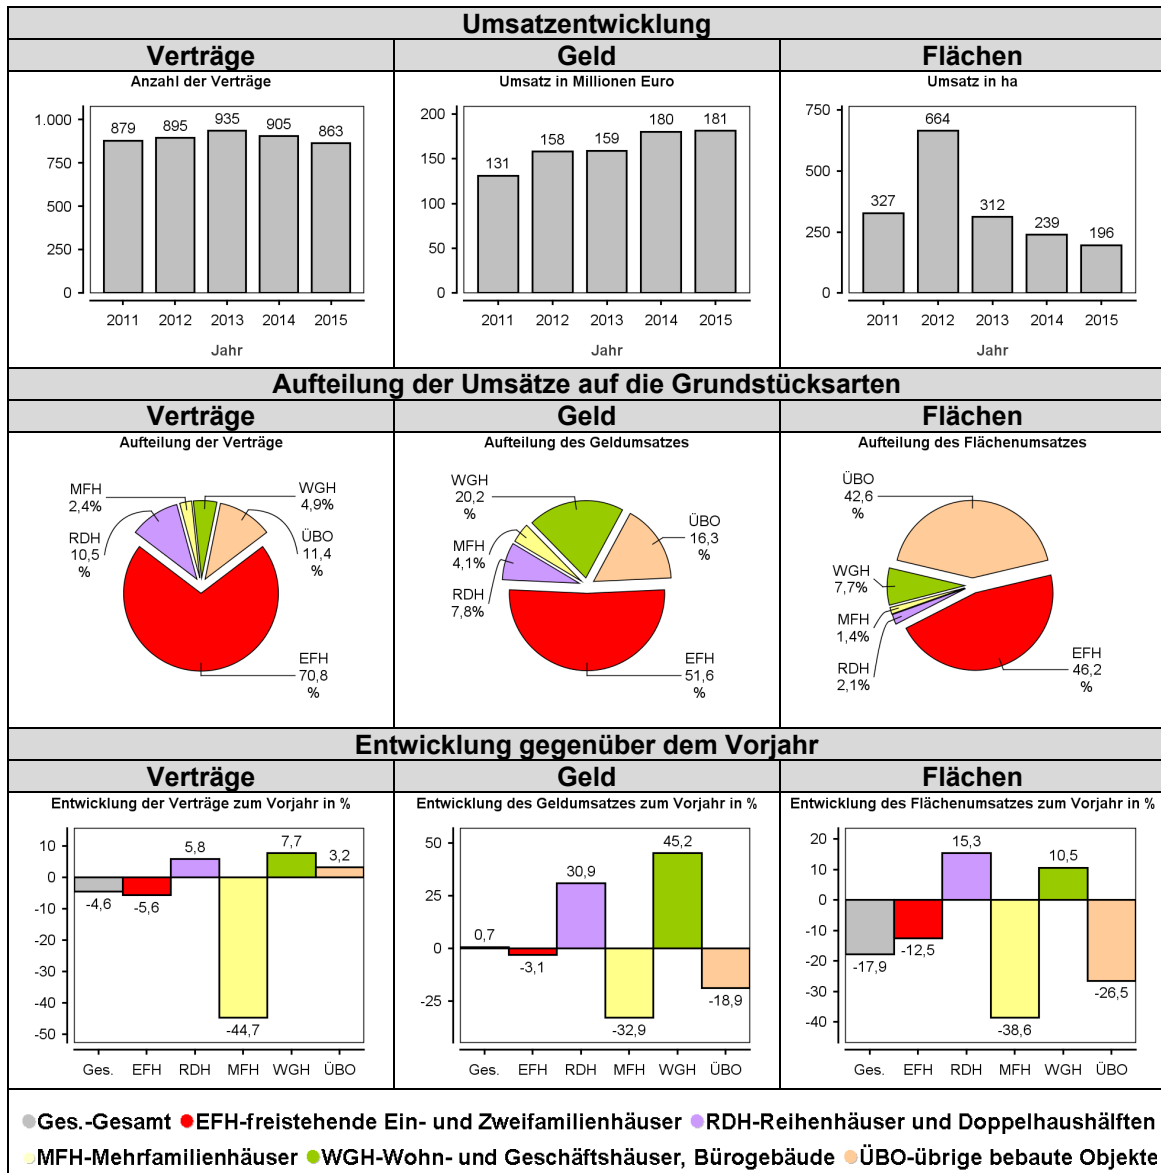 Umsatzentwicklung
Verträge
Geld
Flächen
Anzahl der Verträge
1.000
750
500
250
0
879
895
935
905
863
2011 2012 2013 2014 2015
Jahr
Umsatz in Millionen Euro
200
150
100
50
0
131
158
159
180
181
2011 2012 2013 2014 2015
Jahr
Umsatz in ha
750
500
250
0
327
664
312
239
196
2011 2012 2013 2014 2015
Jahr
Aufteilung der Umsätze auf die Grundstücksarten
Verträge
Geld
Flächen
Aufteilung der Verträge
MFH
2,4%
WGH
4,9%
RDH
10,5
%
ÜBO
11,4
%
EFH
70,8
%
Aufteilung des Geldumsatzes
WGH
20,2
%
ÜBO
16,3
%
MFH
4,1%
RDH
7,8%
EFH
51,6
%
Aufteilung des Flächenumsatzes
ÜBO
42,6
%
WGH
7,7%
MFH
1,4%
RDH
2,1%
EFH
46,2
%
Entwicklung gegenüber dem Vorjahr
Verträge
Geld
Flächen
Entwicklung der Verträge zum Vorjahr in %
10
0
-10
-20
-30
-40
-50
-4,6
-5,6
5,8
-44,7
7,7
3,2
Ges. EFH RDH MFH WGH ÜBO
Entwicklung des Geldumsatzes zum Vorjahr in %
50
25
0
-25
0,7
-3,1
30,9
-32,9
45,2
-18,9
Ges. EFH RDH MFH WGH ÜBO
Entwicklung des Flächenumsatzes zum Vorjahr in %
20
10
0
-10
-20
-30
-40
-17,9
-12,5
15,3
-38,6
10,5
-26,5
Ges. EFH RDH MFH WGH ÜBO
Ges.-Gesamt EFH-freistehende Ein- und Zweifamilienhäuser RDH-Reihenhäuser und Doppelhaushälften
MFH-Mehrfamilienhäuser WGH-Wohn- und Geschäftshäuser, Bürogebäude ÜBO-übrige bebaute Objekte